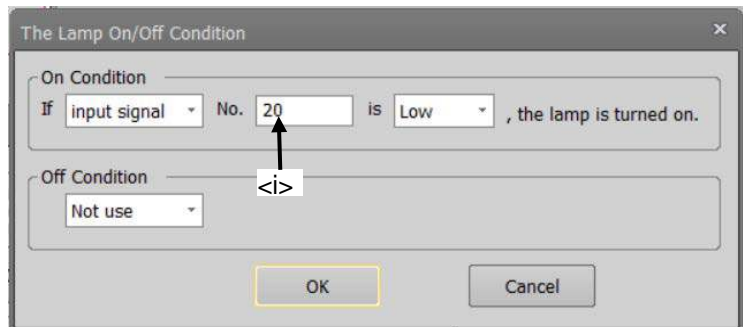 The Lamp On/Off Condition ×
On Condition
If input signal No. 20 is Low , the lamp is turned on.
<i>
Off Condition
Not use
OK Cancel